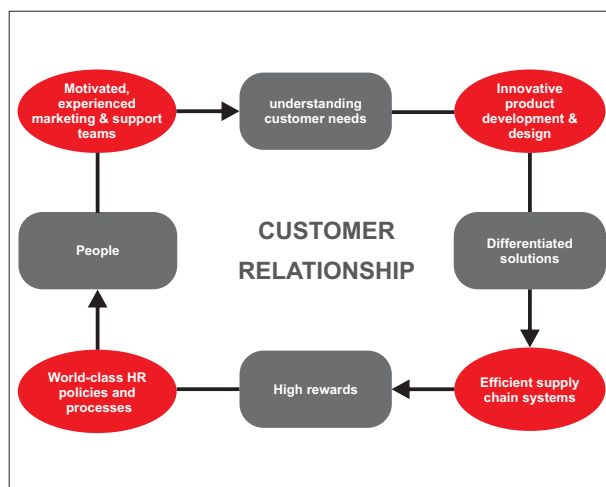 Motivated,
experienced
marketing & support
teams
understanding
customer needs
Innovative
product
development &
design
People
CUSTOMER
RELATIONSHIP
Differentiated
solutions
World-class HR
policies and
processes
High rewards
Efficient supply
chain systems